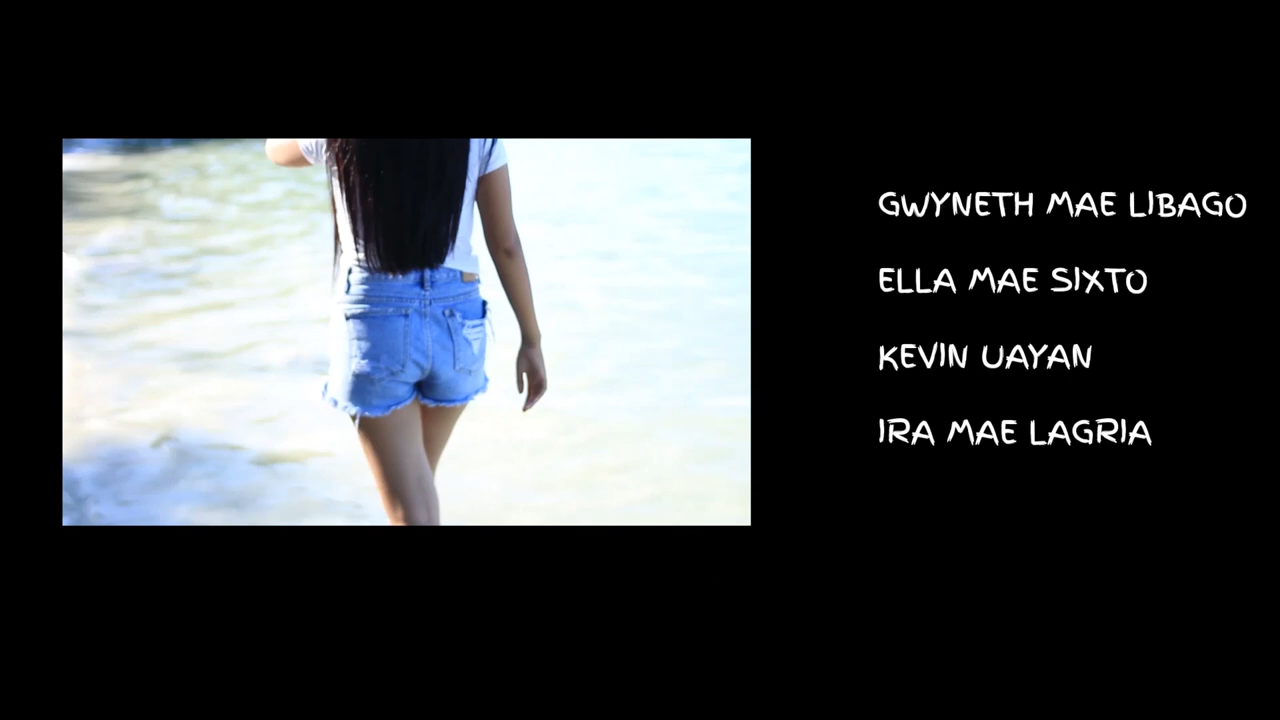 GWYNETH MAE LIBAGO
ELLA MAE SIXTO
KEVIN UAYAN
IRA MAE LAGRIA